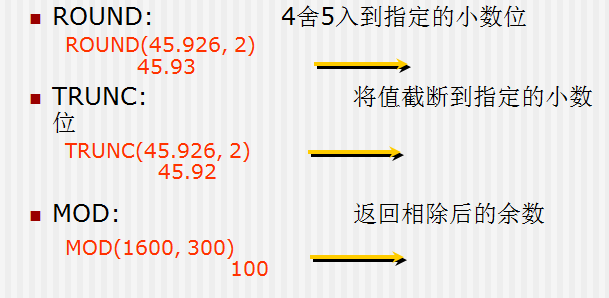 ROUND: 4舍5入到指定的小数位
ROUND(45.926, 2)
45.93
TRUNC: 将值截断到指定的小数
位
TRUNC(45.926, 2)
45.92
MOD: 返回相除后的余数
MOD(1600, 300)
100